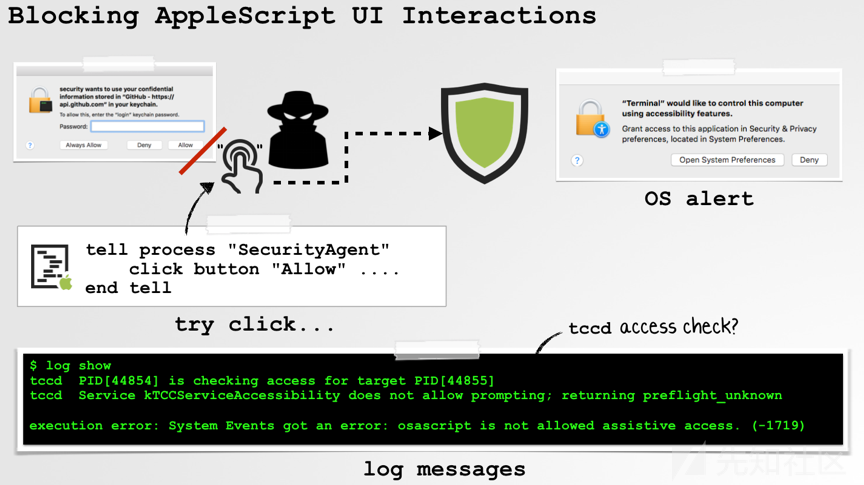 Blocking AppleScript UI Interactions
security wants to use your confidential
information stored in "GitHub - https://
api.github.com" in your keychain.
To allow this, enter the "login" keychain password.
Password:
?
Always Allow
Deny
Allow
" "
"Terminal" would like to control this computer
using accessibility features.
Grant access to this application in Security & Privacy
preferences, located in System Preferences.
?
Open System Preferences
Deny
OS alert
tell process "SecurityAgent"
click button "Allow" ....
end tell
try click...
tccd access check?
$ log show
tccd PID[44854] is checking access for target PID[44855]
tccd Service kTCCServiceAccessibility does not allow prompting; returning preflight_unknown
execution error: System Events got an error: osascript is not allowed assistive access. (-1719)
log messages
先知社区